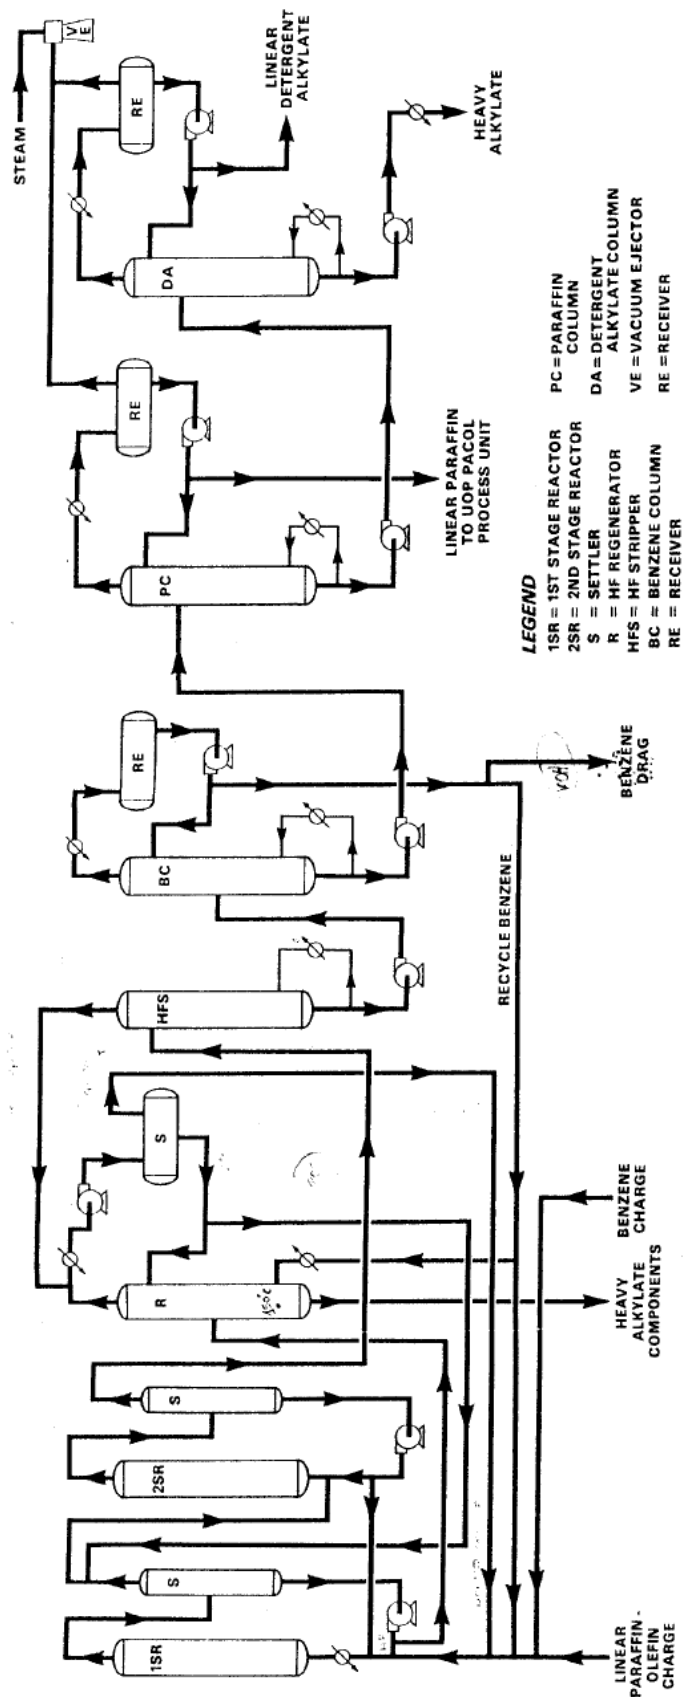 STEAM
VE
RE
LINEAR
DETERGENT
ALKYLATE
HEAVY
ALKYLATE
DA
RE
PC
LINEAR PARAFFIN
TO UOP PACOL
PROCESS UNIT
RE
BC
BENZENE
DRAG
RECYCLE BENZENE
HFS
S
R
S
2SR
S
1SR
BENZENE
CHARGE
HEAVY
ALKYLATE
COMPONENTS
LINEAR
PARAFFIN-
OLEFIN
CHARGE
LEGEND
1SR = 1ST STAGE REACTOR
2SR = 2ND STAGE REACTOR
S = SETTLER
R = HF REGENERATOR
HFS = HF STRIPPER
BC = BENZENE COLUMN
RE = RECEIVER
PC = PARAFFIN
COLUMN
DA = DETERGENT
ALKYLATE COLUMN
VE = VACUUM EJECTOR
RE = RECEIVER